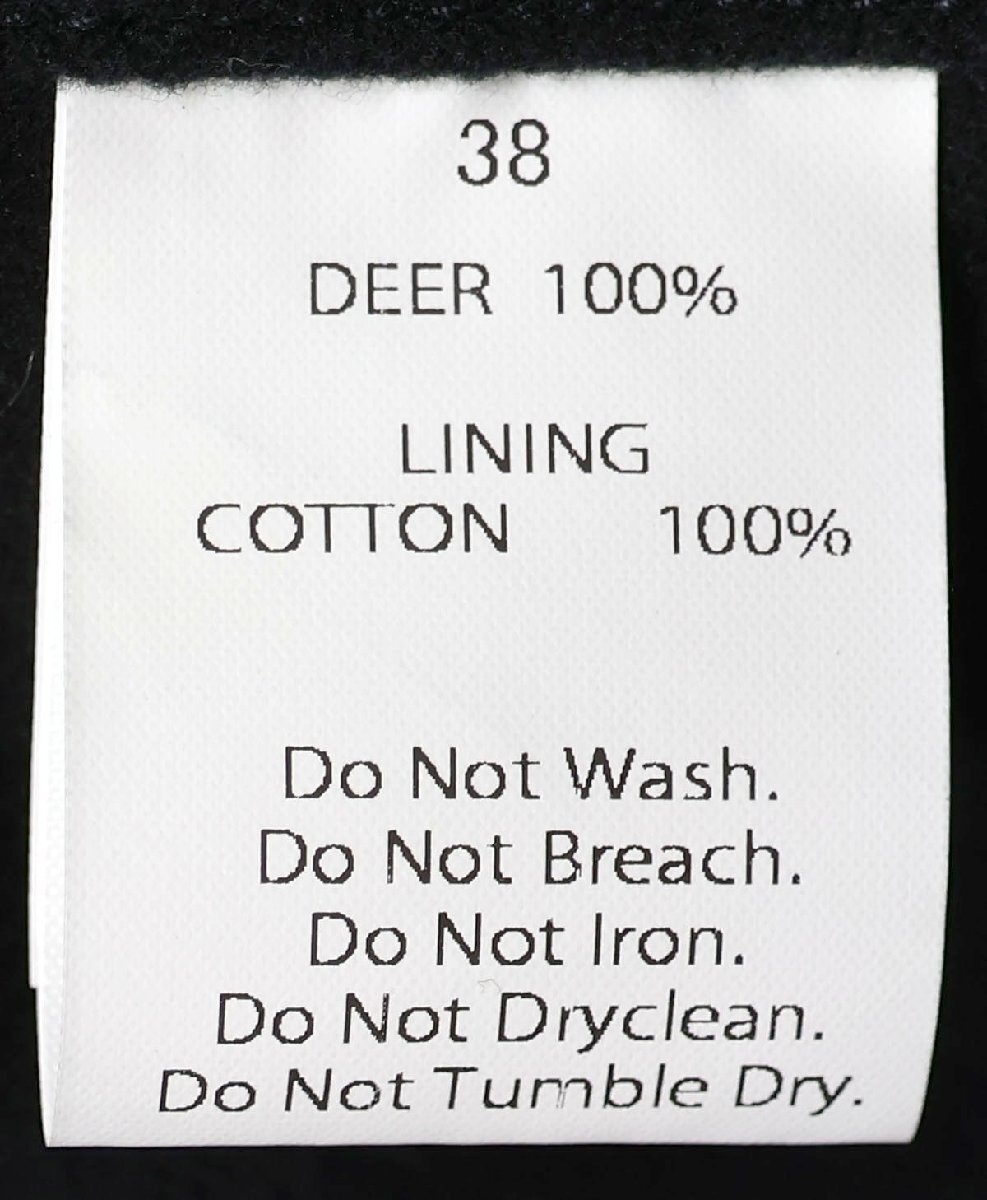 38
DEER 100%
LINING
COTTON 100%
Do Not Wash.
Do Not Breach.
Do Not Iron.
Do Not Dryclean.
Do Not Tumble Dry.